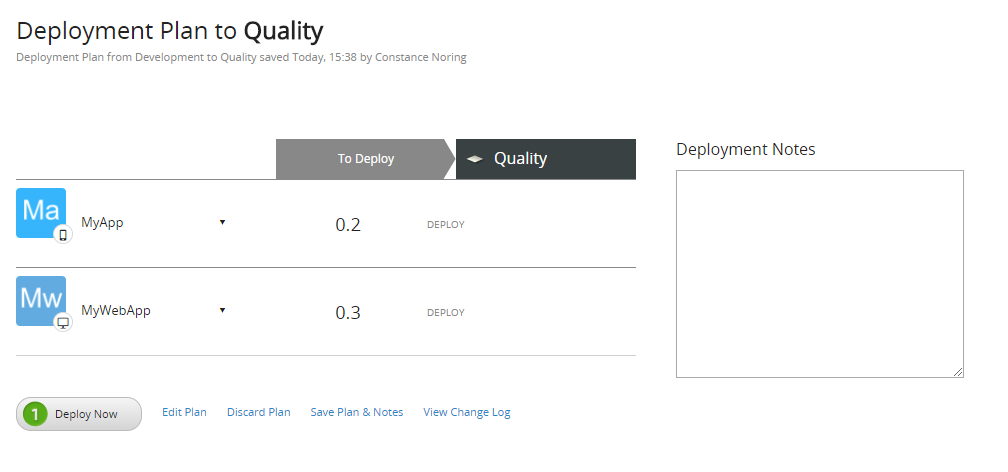 Deployment Plan to Quality
Deployment Plan from Development to Quality saved Today, 15:38 by Constance Noring
To Deploy
Quality
Deployment Notes
Ma
MyApp
0.2
DEPLOY
Mw
MyWebApp
0.3
DEPLOY
1
Deploy Now
Edit Plan
Discard Plan
Save Plan & Notes
View Change Log